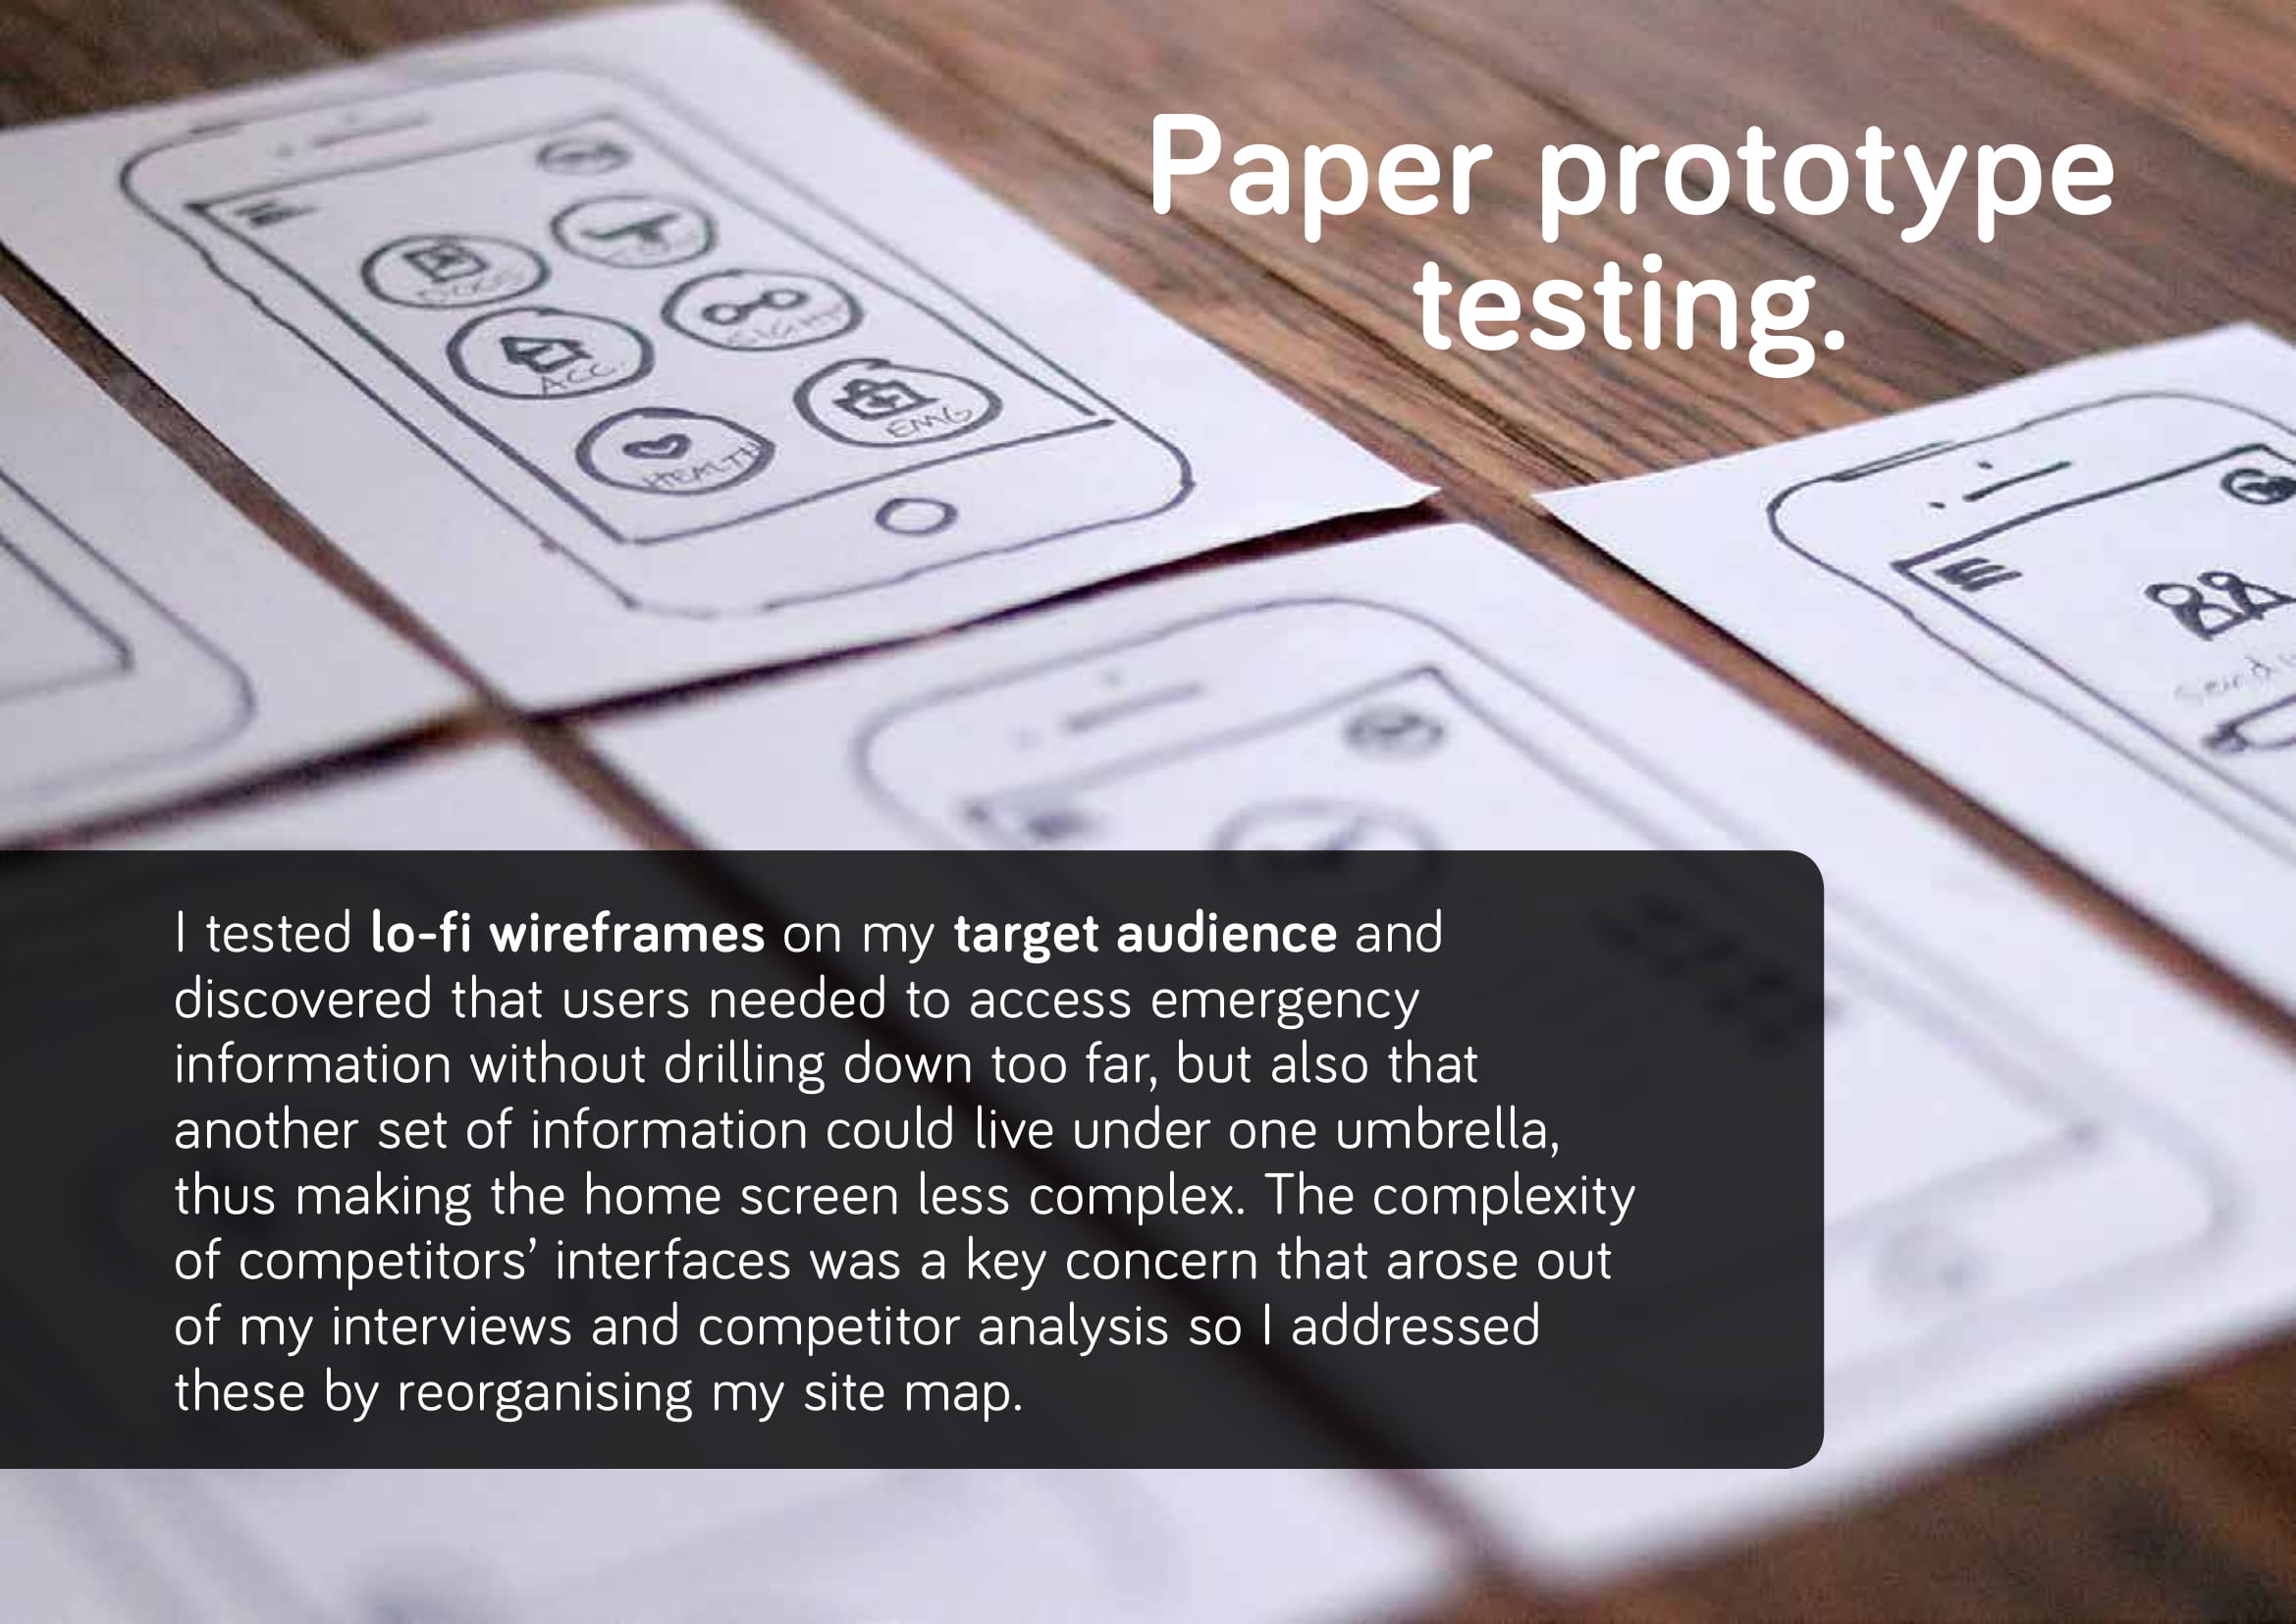 Paper prototype
testing.
DOCS
ACC.
HEALTH
EMG
I tested lo-fi wireframes on my target audience and
discovered that users needed to access emergency
information without drilling down too far, but also that
another set of information could live under one umbrella,
thus making the home screen less complex. The complexity
of competitors’ interfaces was a key concern that arose out
of my interviews and competitor analysis so I addressed
these by reorganising my site map.